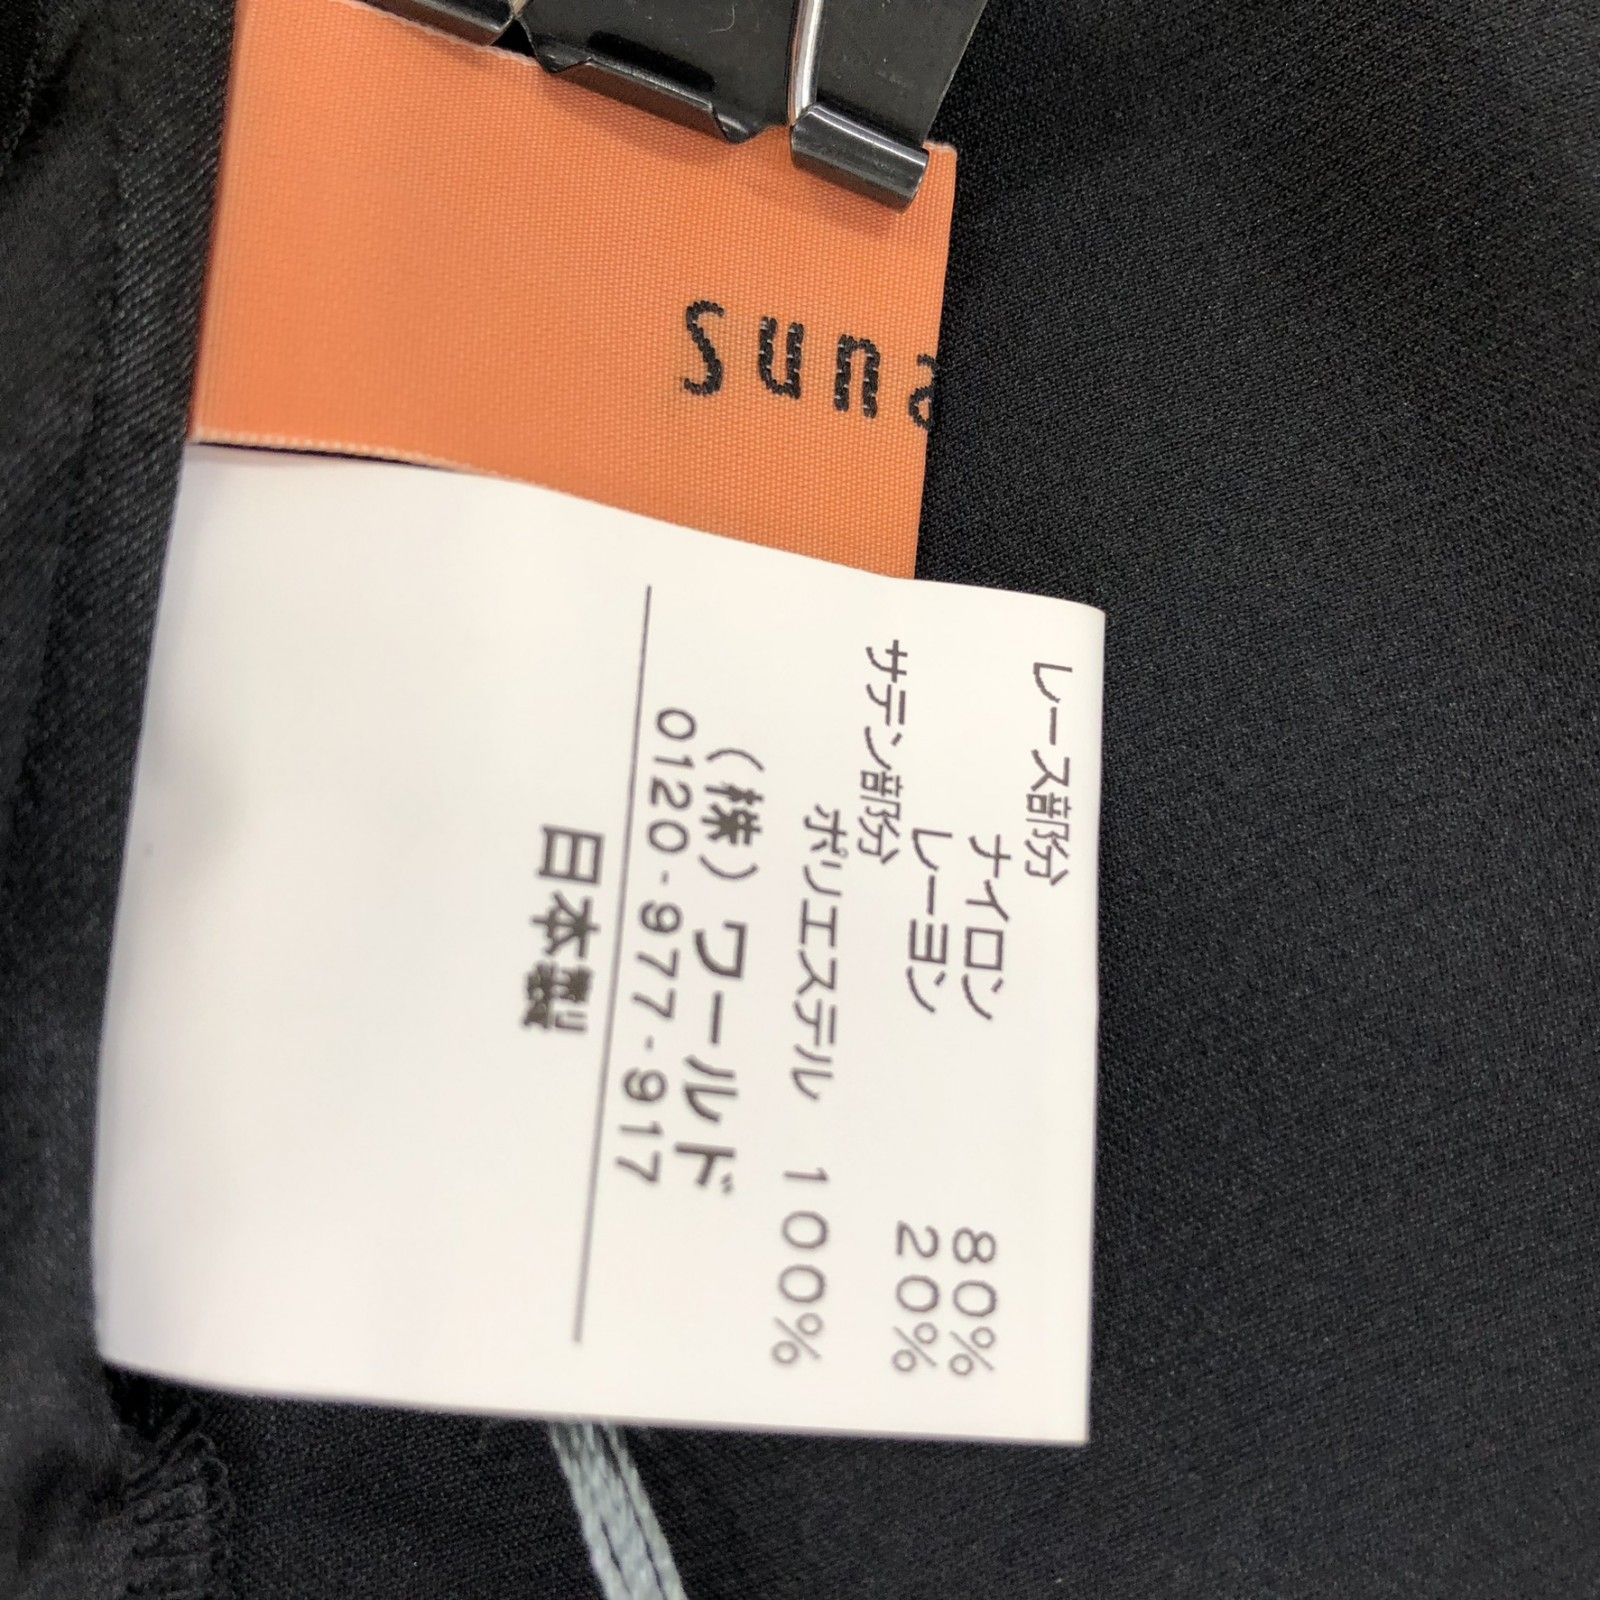 suns
レース部分
ナイロン 80%
レーヨン 20%
サテン部分
ポリエステル 100%
(株)ワールド
0120-977-917
日本製